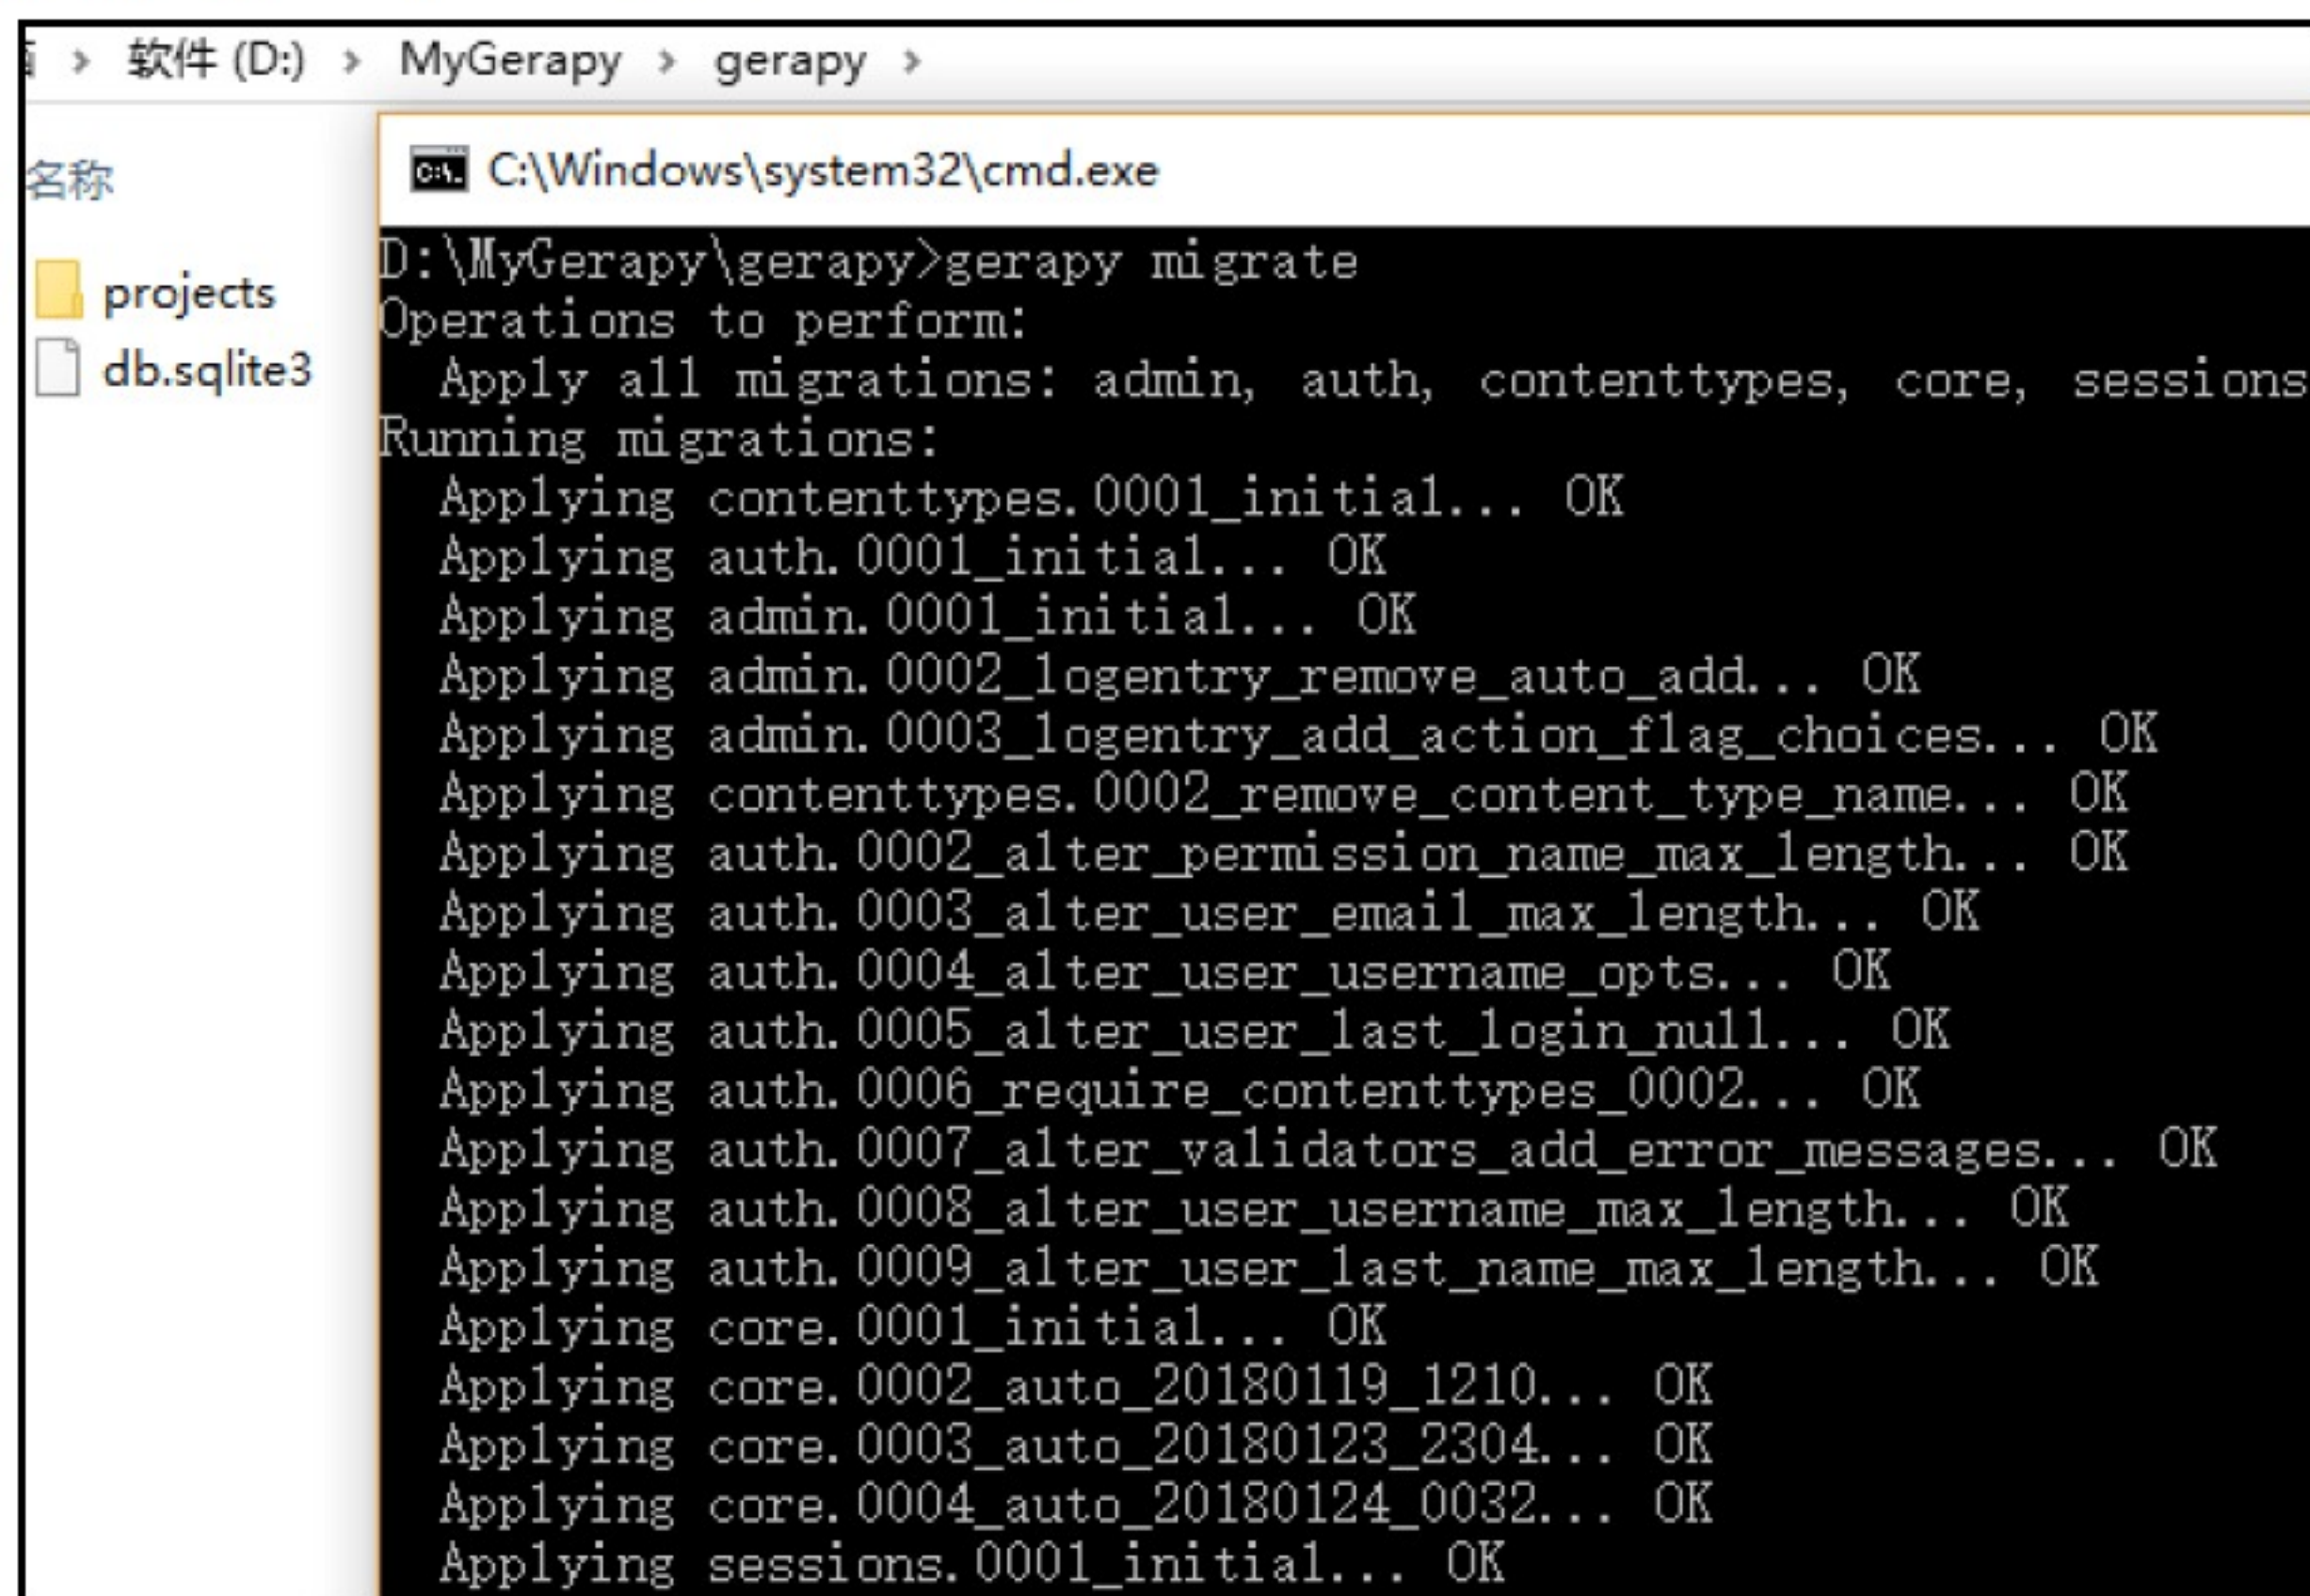 软件 (D:) › MyGerapy › gerapy ›
名称
projects
db.sqlite3
C:\Windows\system32\cmd.exe
D:\MyGerapy\gerapy>gerapy migrate
Operations to perform:
  Apply all migrations: admin, auth, contenttypes, core, sessions
Running migrations:
  Applying contenttypes.0001_initial... OK
  Applying auth.0001_initial... OK
  Applying admin.0001_initial... OK
  Applying admin.0002_logentry_remove_auto_add... OK
  Applying admin.0003_logentry_add_action_flag_choices... OK
  Applying contenttypes.0002_remove_content_type_name... OK
  Applying auth.0002_alter_permission_name_max_length... OK
  Applying auth.0003_alter_user_email_max_length... OK
  Applying auth.0004_alter_user_username_opts... OK
  Applying auth.0005_alter_user_last_login_null... OK
  Applying auth.0006_require_contenttypes_0002... OK
  Applying auth.0007_alter_validators_add_error_messages... OK
  Applying auth.0008_alter_user_username_max_length... OK
  Applying auth.0009_alter_user_last_name_max_length... OK
  Applying core.0001_initial... OK
  Applying core.0002_auto_20180119_1210... OK
  Applying core.0003_auto_20180123_2304... OK
  Applying core.0004_auto_20180124_0032... OK
  Applying sessions.0001_initial... OK